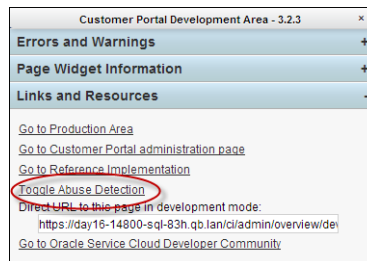 Customer Portal Development Area - 3.2.3 ×
Errors and Warnings +
Page Widget Information +
Links and Resources -
Go to Production Area
Go to Customer Portal administration page
Go to Reference Implementation
Toggle Abuse Detection
Direct URL to this page in development mode:
https://day16-14800-sql-83h.qb.lan/ci/admin/overview/de
Go to Oracle Service Cloud Developer Community